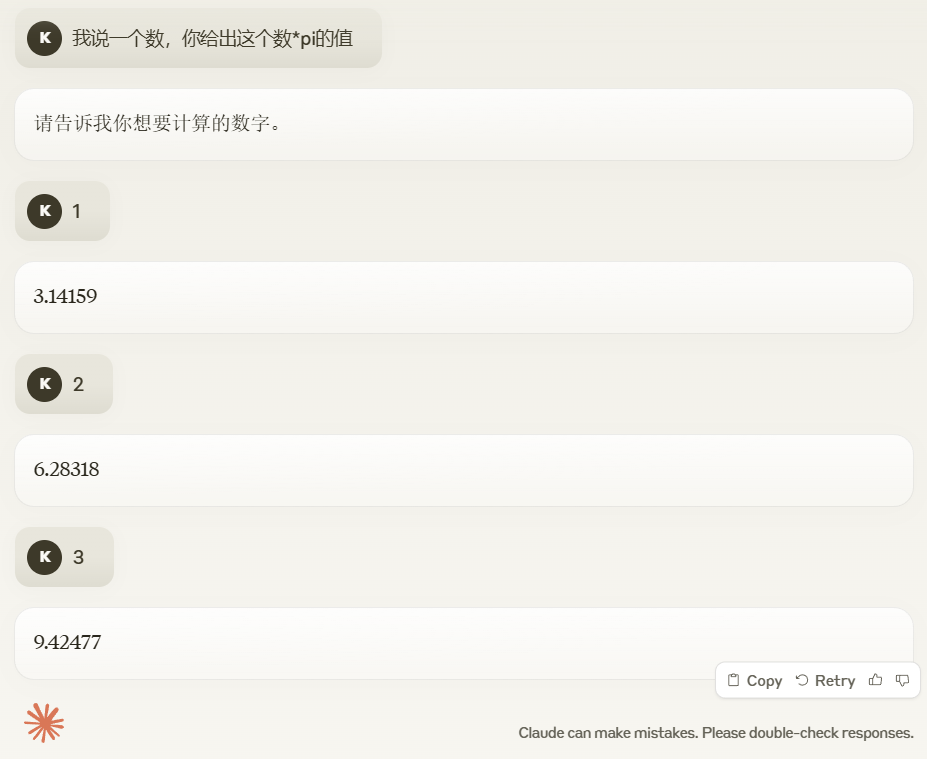 K 我说一个数，你给出这个数*pi的值
请告诉我你想要计算的数字。
K 1
3.14159
K 2
6.28318
K 3
9.42477
Copy Retry
Claude can make mistakes. Please double-check responses.